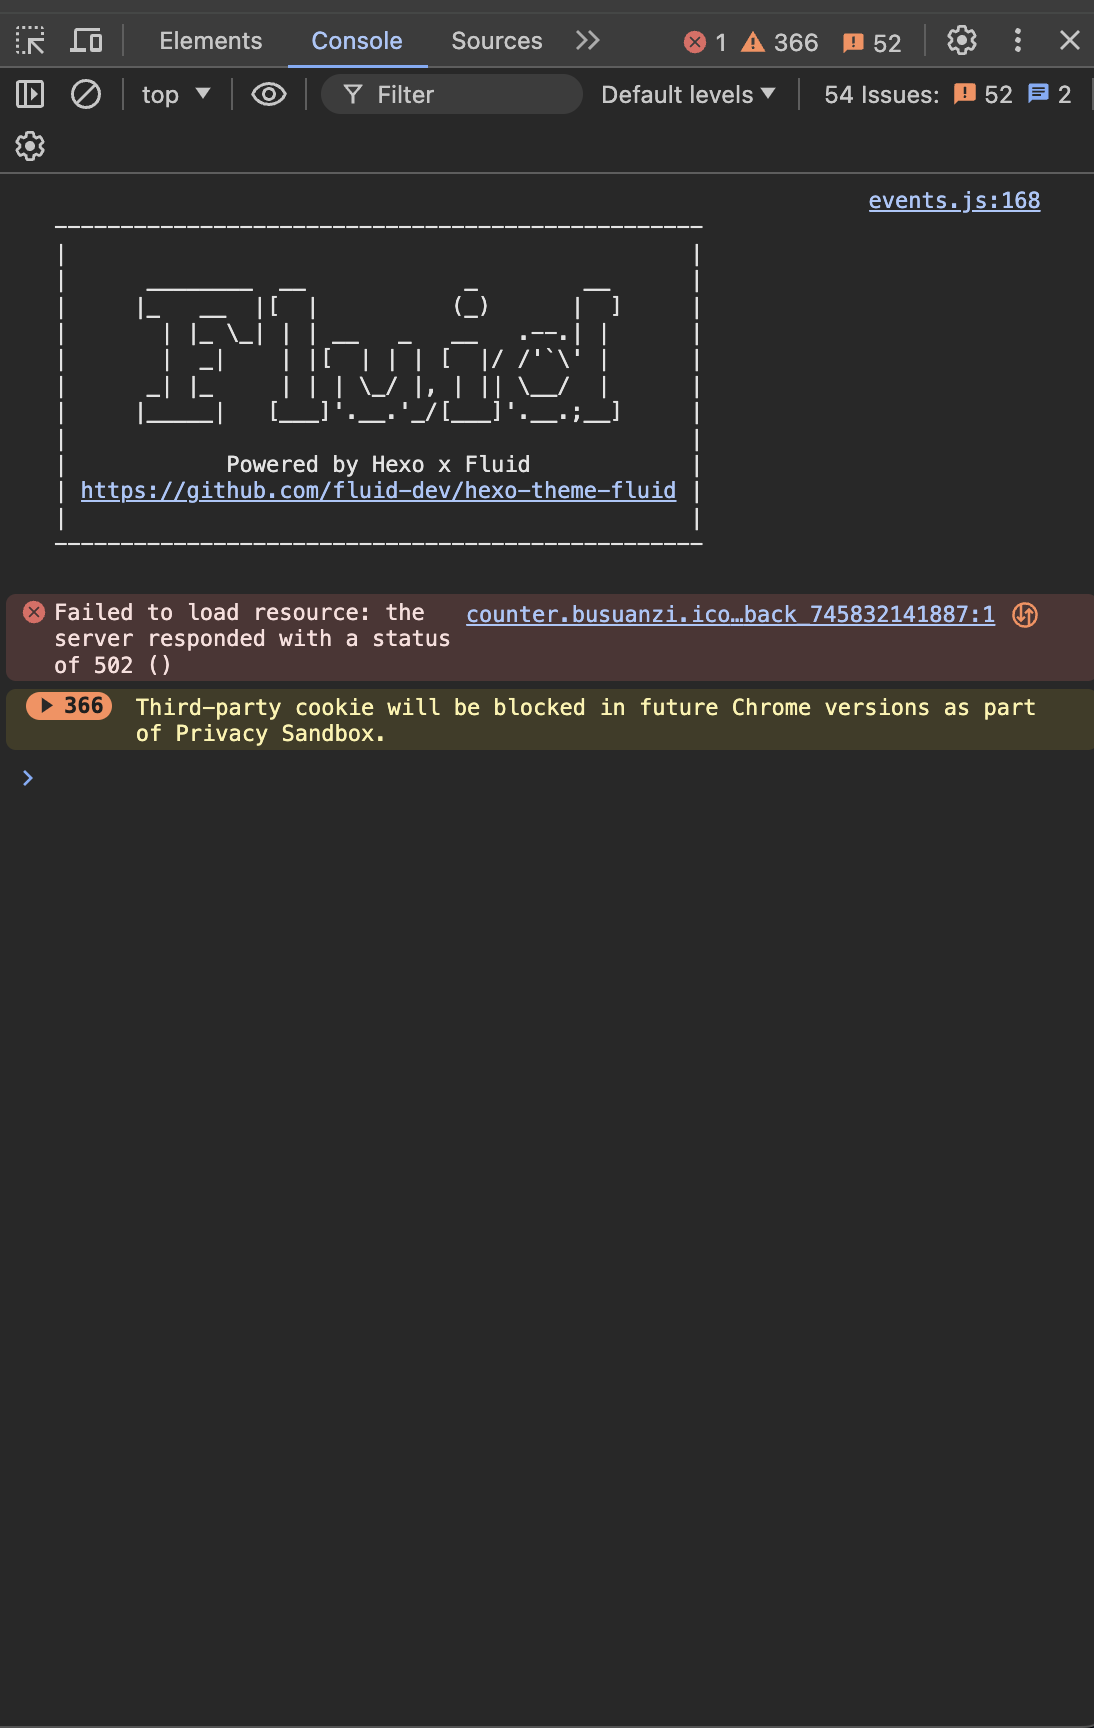 Elements Console Sources 1 366 52
top Filter Default levels 54 Issues: 52 2
events.js:168
Fluid
Powered by Hexo x Fluid
https://github.com/fluid-dev/hexo-theme-fluid
Failed to load resource: the counter.busuanzi.ico…back_745832141887:1
server responded with a status
of 502 ()
366 Third-party cookie will be blocked in future Chrome versions as part
of Privacy Sandbox.